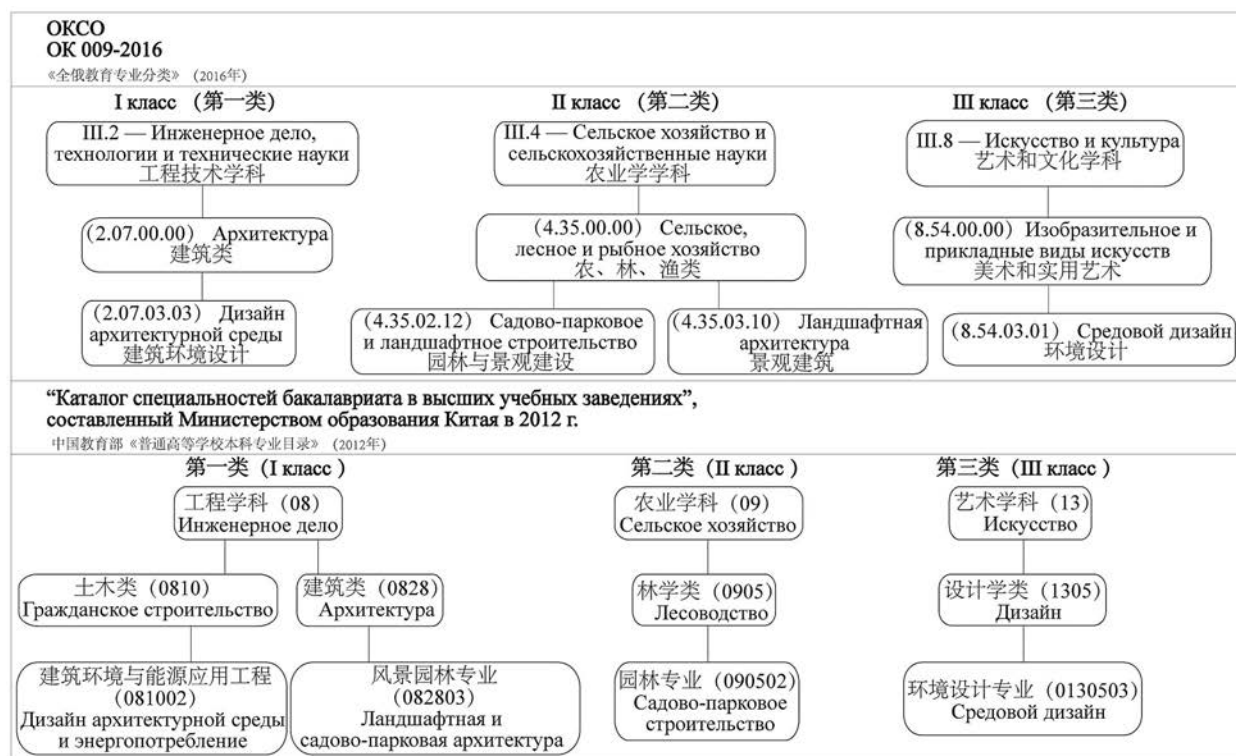 ОКСО
ОК 009-2016
《全俄教育专业分类》 (2016年)
I класс （第一类）
II класс （第二类）
III класс （第三类）
III.2 — Инженерное дело,
технологии и технические науки
工程技术学科
III.4 — Сельское хозяйство и
сельскохозяйственные науки
农业学学科
III.8 — Искусство и культура
艺术和文化学科
(2.07.00.00) Архитектура
建筑类
(4.35.00.00) Сельское,
лесное и рыбное хозяйство
农、林、渔类
(8.54.00.00) Изобразительное и
прикладные виды искусств
美术和实用艺术
(2.07.03.03) Дизайн
архитектурной среды
建筑环境设计
(4.35.02.12) Садово-парковое
и ландшафтное строительство
园林与景观建设
(4.35.03.10) Ландшафтная
архитектура
景观建筑
(8.54.03.01) Средовой дизайн
环境设计
“Каталог специальностей бакалавриата в высших учебных заведениях”,
составленный Министерством образования Китая в 2012 г.
中国教育部《普通高等学校本科专业目录》 (2012年)
第一类 (I класс )
第二类 (II класс )
第三类 (III класс )
工程学科 (08)
Инженерное дело
农业学科 (09)
Сельское хозяйство
艺术学科 (13)
Искусство
土木类 (0810)
Гражданское строительство
建筑类 (0828)
Архитектура
林学类 (0905)
Лесоводство
设计学类 (1305)
Дизайн
建筑环境与能源应用工程
(081002)
Дизайн архитектурной среды
и энергопотребление
风景园林专业
(082803)
Ландшафтная и
садово-парковая архитектура
园林专业 (090502)
Садово-парковое
строительство
环境设计专业 (0130503)
Средовой дизайн